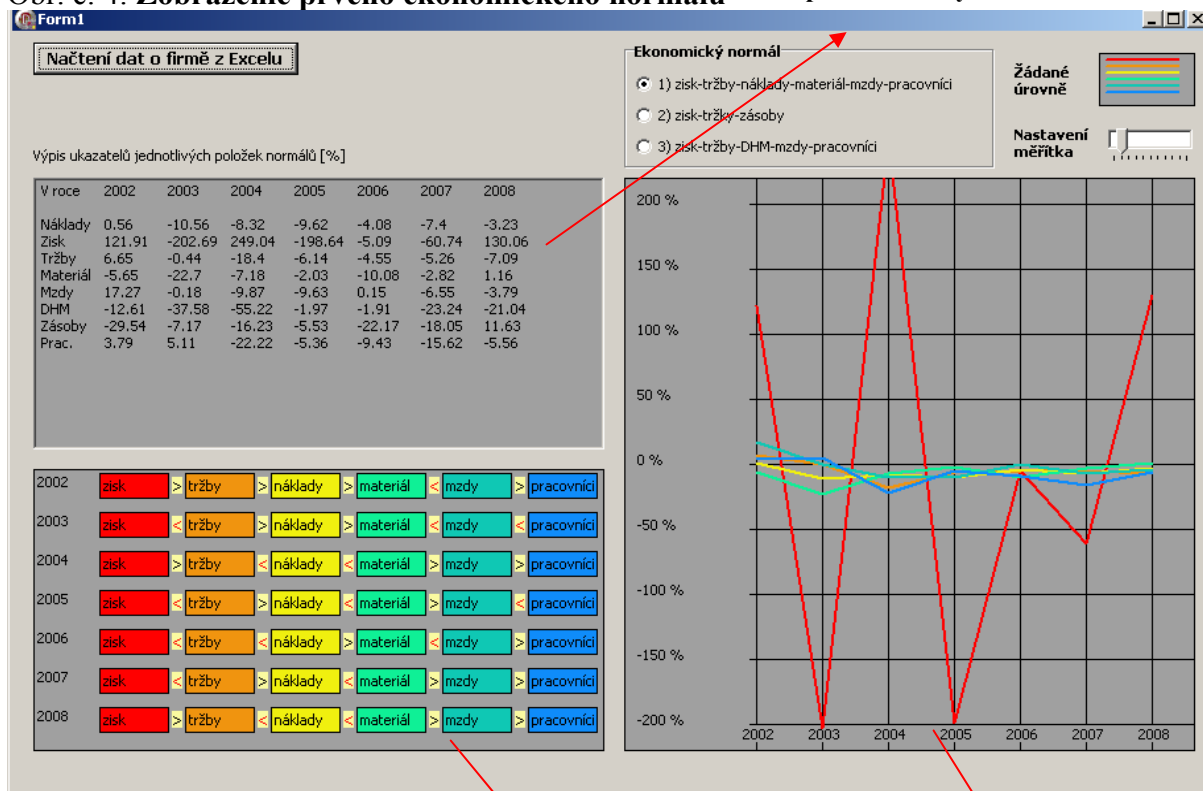 Obr. č. 4: Zobrazenie prvého ekonomického normálu
Form1
Načtení dat o firmě z Excelu
Ekonomický normál
1) zisk-tržby-náklady-materiál-mzdy-pracovníci
2) zisk-tržky-zásoby
3) zisk-tržby-DHM-mzdy-pracovníci
Žádané
úrovně
Nastavení
měřítka
Výpis ukazatelů jednotlivých položek normálů [%]
V roce 2002 2003 2004 2005 2006 2007 2008
Náklady 0.56 -10.56 -8.32 -9.62 -4.08 -7.4 -3.23
Zisk 121.91 -202.69 249.04 -198.64 -5.09 -60.74 130.06
Tržby 6.65 -0.44 -18.4 -6.14 -4.55 -5.26 -7.09
Materiál -5.65 -22.7 -7.18 -2.03 -10.08 -2.82 1.16
Mzdy 17.27 -0.18 -9.87 -9.63 0.15 -6.55 -3.79
DHM -12.61 -37.58 -55.22 -1.97 -1.91 -23.24 -21.04
Zásoby -29.54 -7.17 -16.23 -5.53 -22.17 -18.05 11.63
Prac. 3.79 5.11 -22.22 -5.36 -9.43 -15.62 -5.56
2002 zisk > tržby > náklady > materiál < mzdy > pracovníci
2003 zisk < tržby > náklady > materiál < mzdy < pracovníci
2004 zisk > tržby < náklady < materiál < mzdy > pracovníci
2005 zisk < tržby > náklady < materiál > mzdy < pracovníci
2006 zisk < tržby < náklady > materiál < mzdy > pracovníci
2007 zisk < tržby > náklady < materiál > mzdy > pracovníci
2008 zisk > tržby < náklady < materiál > mzdy > pracovníci
200 %
150 %
100 %
50 %
0 %
-50 %
-100 %
-150 %
-200 %
2002 2003 2004 2005 2006 2007 2008